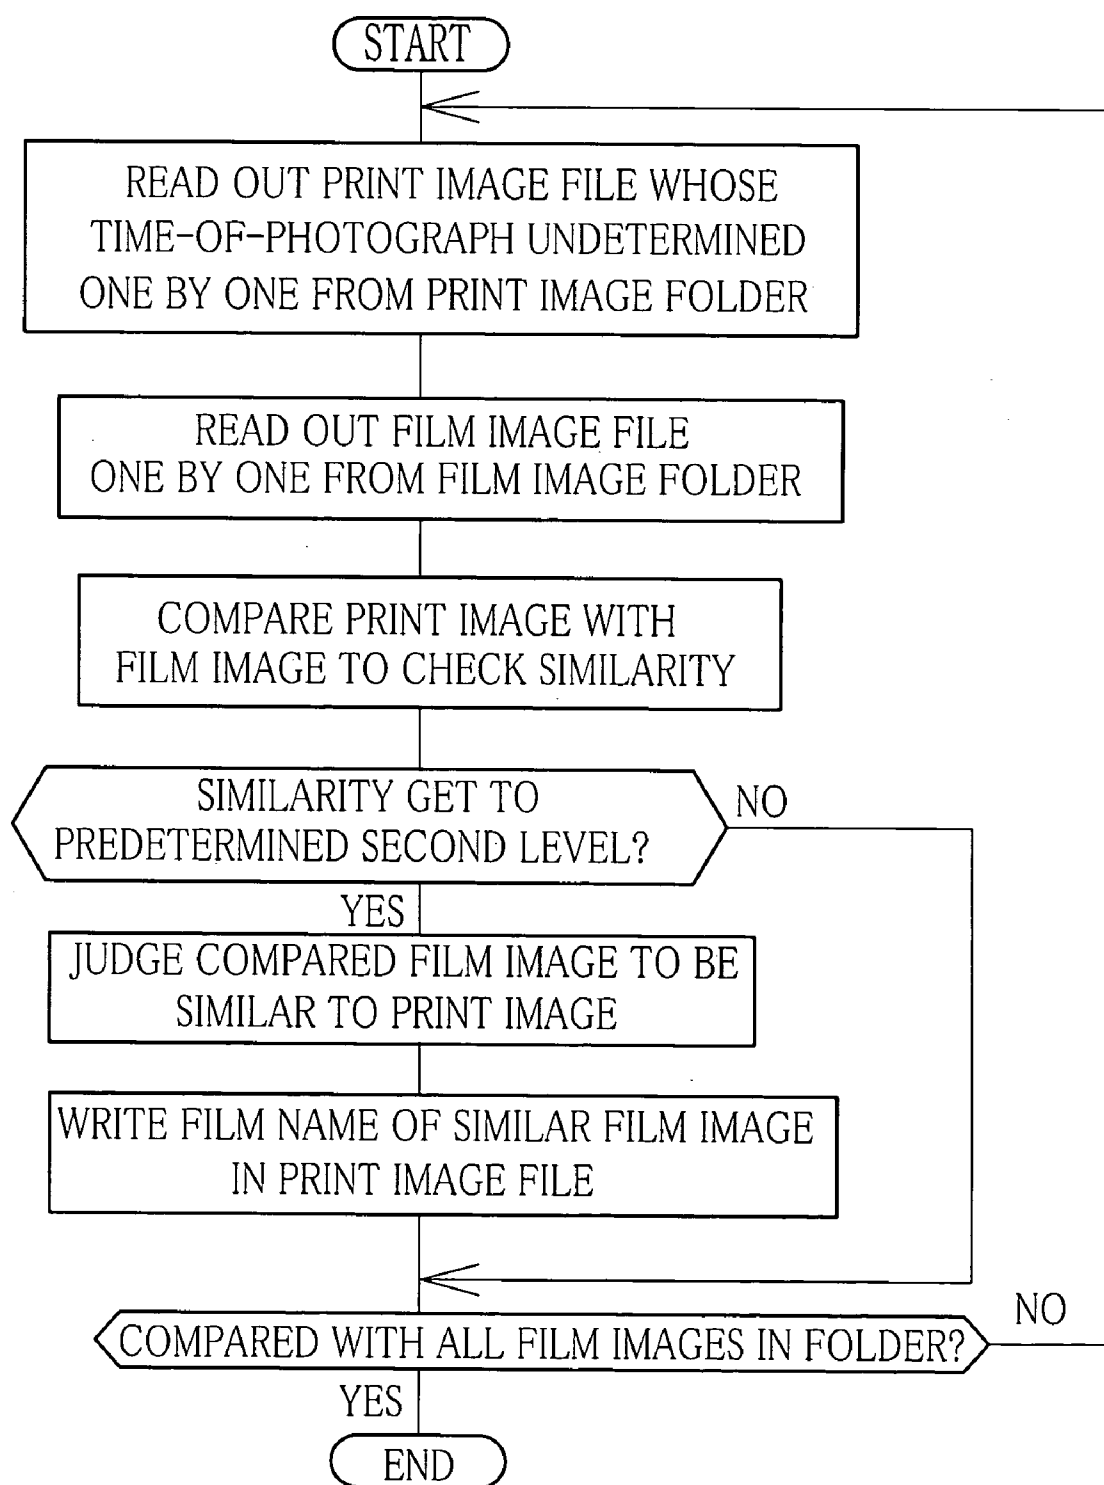 START
READ OUT PRINT IMAGE FILE WHOSE
TIME-OF-PHOTOGRAPH UNDETERMINED
ONE BY ONE FROM PRINT IMAGE FOLDER
READ OUT FILM IMAGE FILE
ONE BY ONE FROM FILM IMAGE FOLDER
COMPARE PRINT IMAGE WITH
FILM IMAGE TO CHECK SIMILARITY
SIMILARITY GET TO
PREDETERMINED SECOND LEVEL?
NO
YES
JUDGE COMPARED FILM IMAGE TO BE
SIMILAR TO PRINT IMAGE
WRITE FILM NAME OF SIMILAR FILM IMAGE
IN PRINT IMAGE FILE
COMPARED WITH ALL FILM IMAGES IN FOLDER?
NO
YES
END